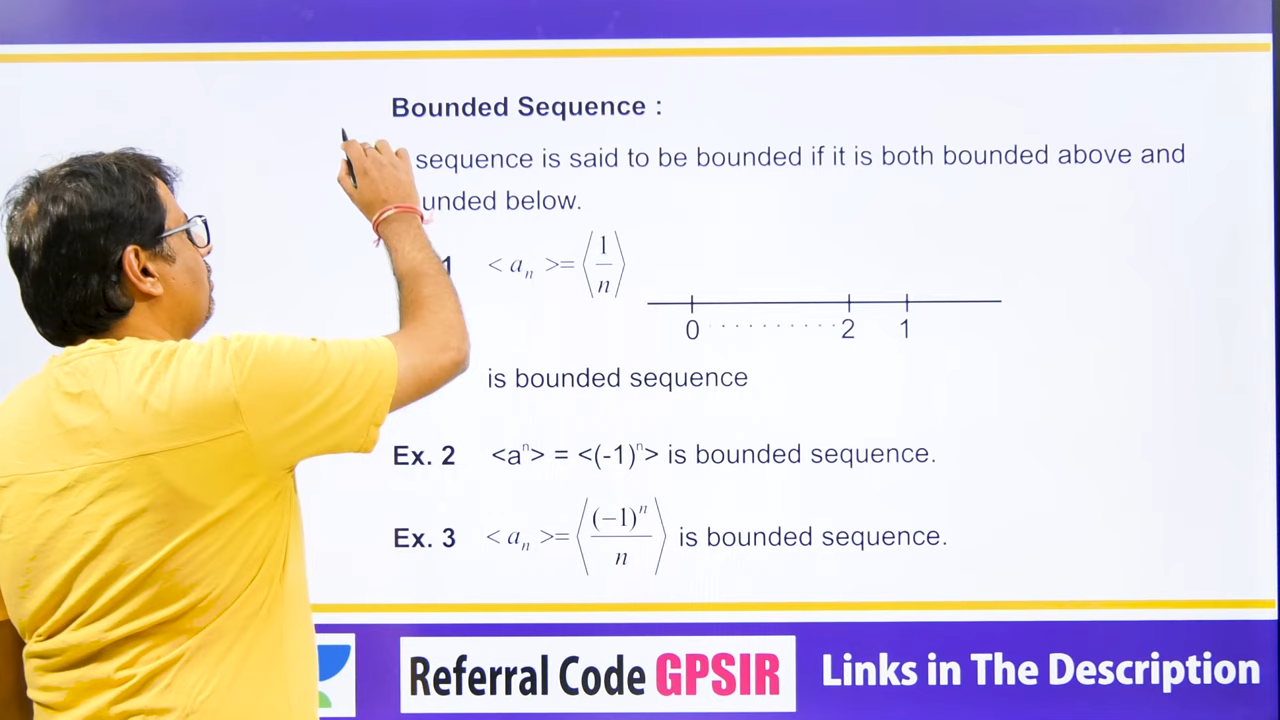 Bounded Sequence :
sequence is said to be bounded if it is both bounded above and
unded below.
1 < aₙ >= ⟨1/n⟩
0 ........... 2 1
is bounded sequence
Ex. 2 <aⁿ> = <(-1)ⁿ> is bounded sequence.
Ex. 3 < aₙ >= ⟨(−1)ⁿ/n⟩ is bounded sequence.
Referral Code GPSIR Links in The Description